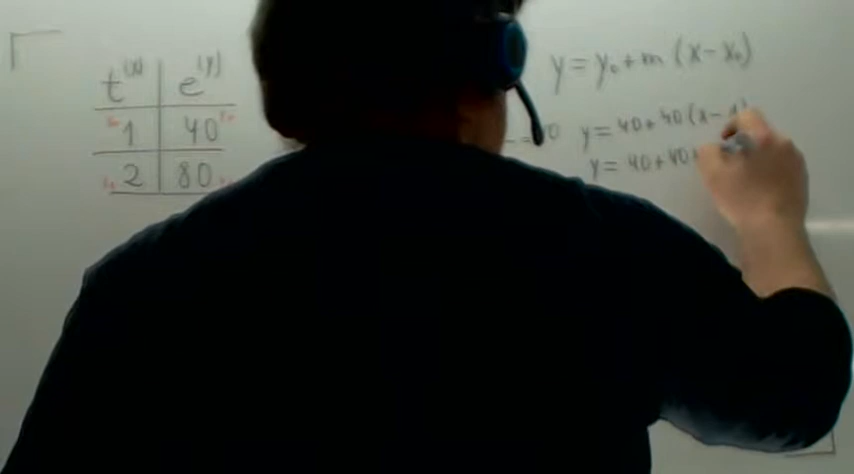 t(x) e(y)
1 40
2 80
y = y₀ + m (x - x₀)
y = 40 + 40 (x - 1)
y = 40 + 40